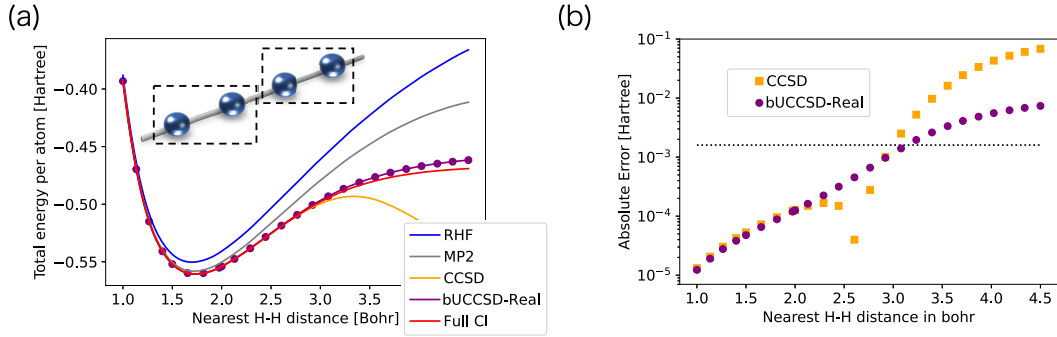 (a)
Total energy per atom [Hartree]
−0.40
−0.45
−0.50
−0.55
1.0 1.5 2.0 2.5 3.0 3.5
Nearest H-H distance [Bohr]
RHF
MP2
CCSD
bUCCSD-Real
Full CI
(b)
Absolute Error [Hartree]
10⁻¹
10⁻²
10⁻³
10⁻⁴
10⁻⁵
CCSD
bUCCSD-Real
1.0 1.5 2.0 2.5 3.0 3.5 4.0 4.5
Nearest H-H distance in bohr